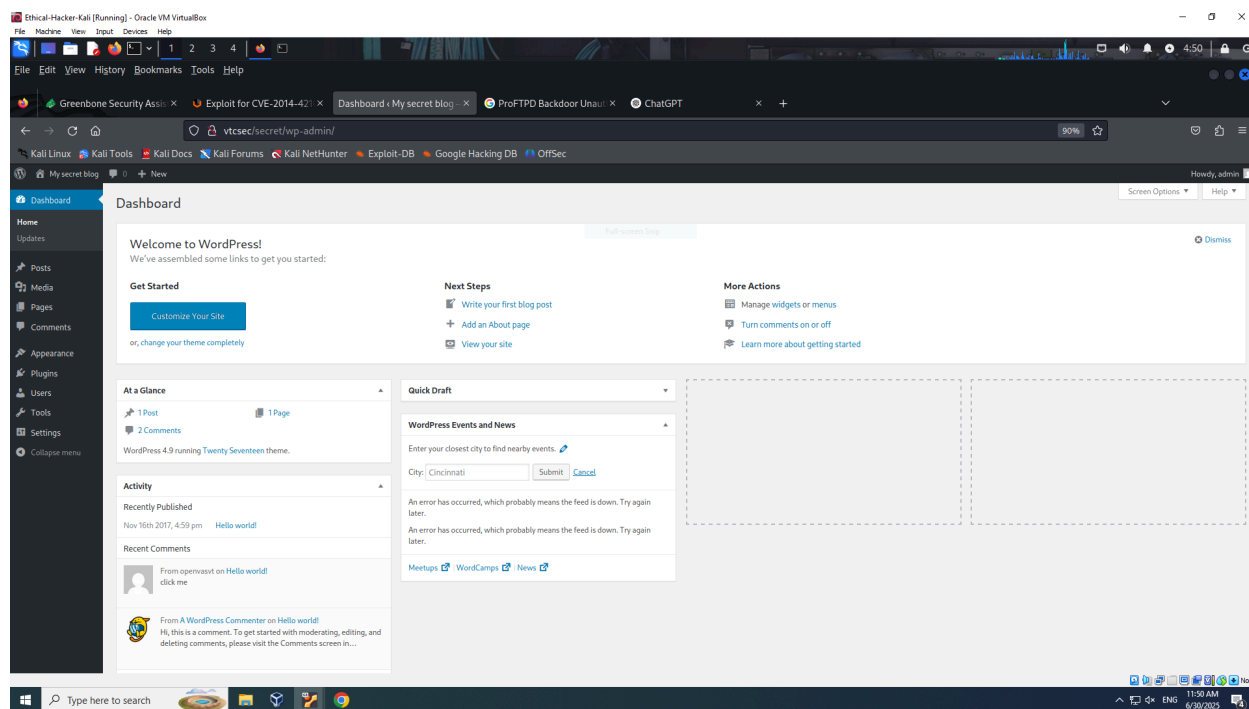 Ethical-Hacker-Kali [Running] - Oracle VM VirtualBox
File Machine View Input Devices Help
1 2 3 4
4:50
File Edit View History Bookmarks Tools Help
Greenbone Security Assis
Exploit for CVE-2014-421
Dashboard ‹ My secret blog –
ProFTPD Backdoor Unaut
ChatGPT
vtcsec/secret/wp-admin/
90%
Kali Linux Kali Tools Kali Docs Kali Forums Kali NetHunter Exploit-DB Google Hacking DB OffSec
My secret blog 0 + New
Howdy, admin
Screen Options Help
Dashboard
Home
Updates
Posts
Media
Pages
Comments
Appearance
Plugins
Users
Tools
Settings
Collapse menu
Dashboard
Welcome to WordPress!
Dismiss
We've assembled some links to get you started:
Get Started
Customize Your Site
or, change your theme completely
Next Steps
Write your first blog post
Add an About page
View your site
More Actions
Manage widgets or menus
Turn comments on or off
Learn more about getting started
At a Glance
1 Post 1 Page
2 Comments
WordPress 4.9 running Twenty Seventeen theme.
Activity
Recently Published
Nov 16th 2017, 4:59 pm Hello world!
Recent Comments
From openvasvt on Hello world!
click me
From A WordPress Commenter on Hello world!
Hi, this is a comment. To get started with moderating, editing, and
deleting comments, please visit the Comments screen in…
Quick Draft
WordPress Events and News
Enter your closest city to find nearby events.
City: Cincinnati Submit Cancel
An error has occurred, which probably means the feed is down. Try again
later.
An error has occurred, which probably means the feed is down. Try again
later.
Meetups | WordCamps | News
Type here to search
ENG
11:50 AM
6/30/2025
4